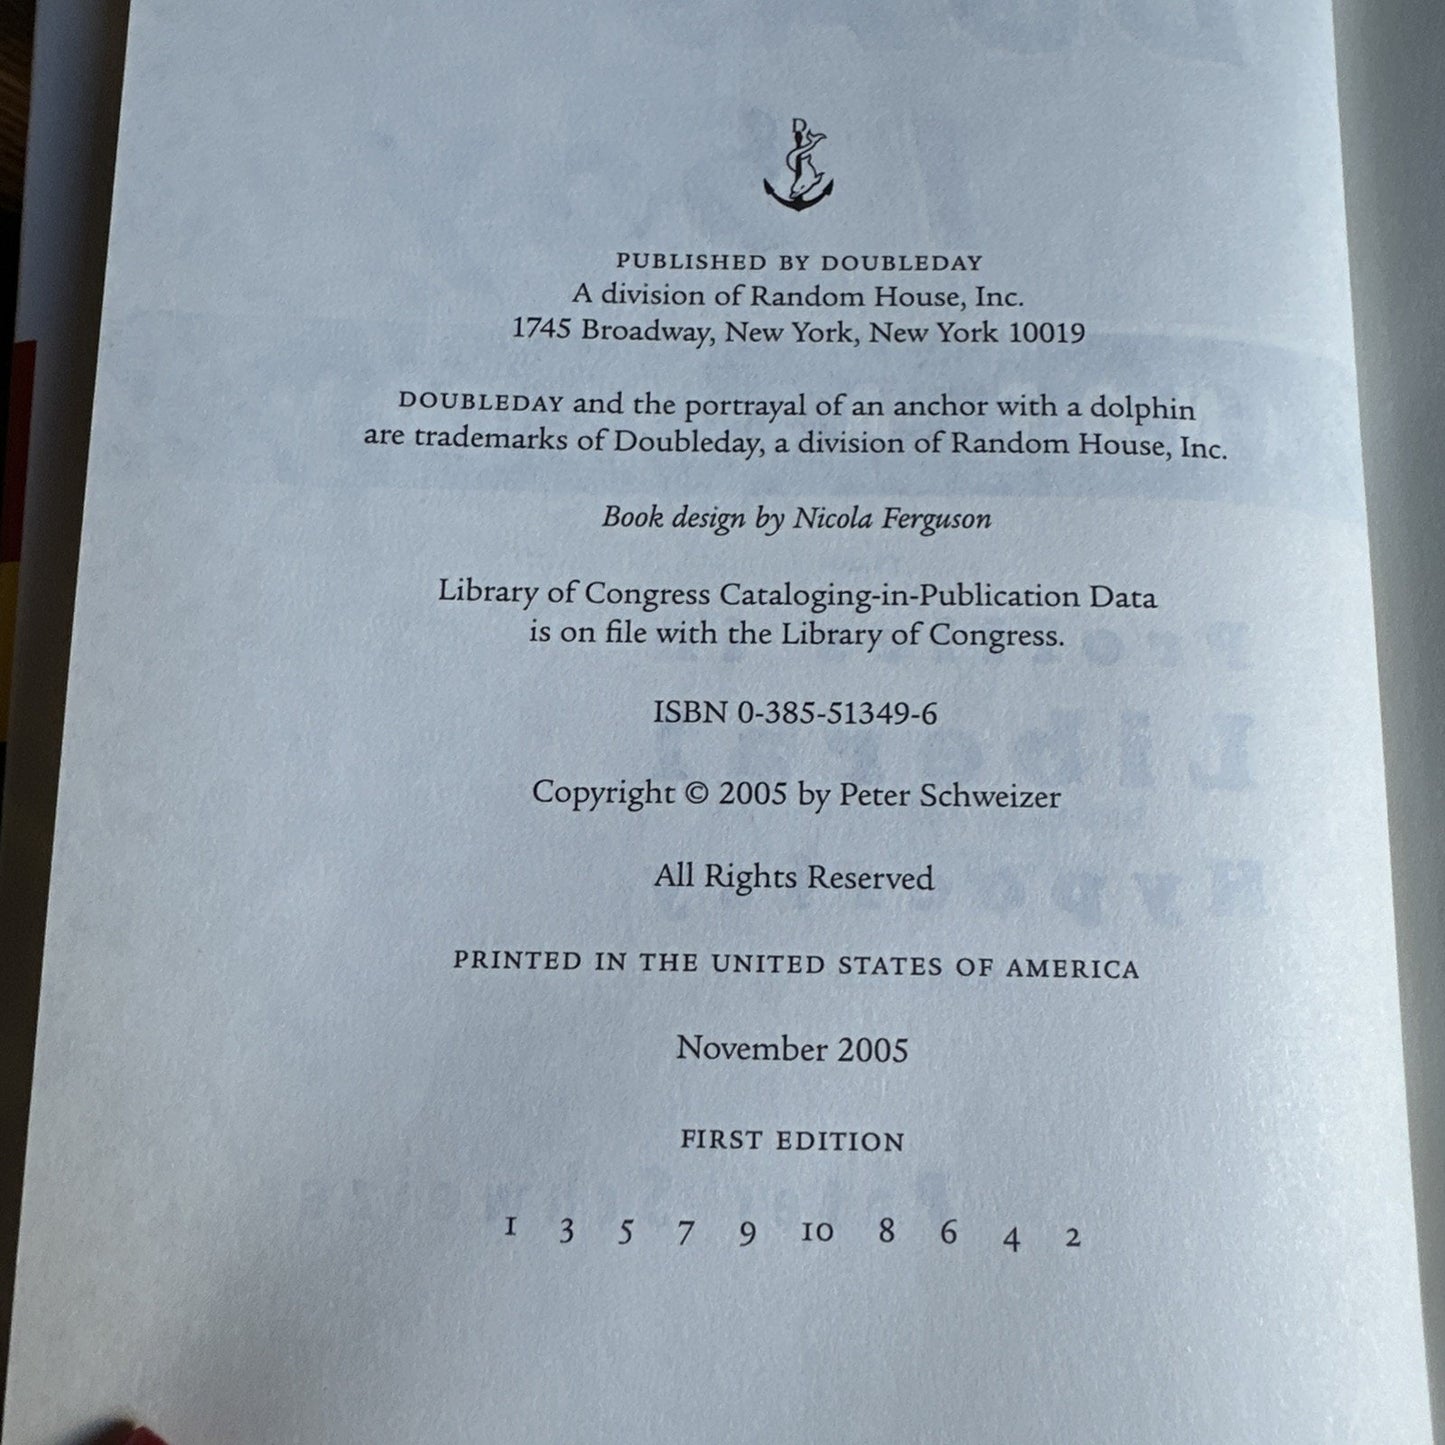 D
PUBLISHED BY DOUBLEDAY
A division of Random House, Inc.
1745 Broadway, New York, New York 10019
DOUBLEDAY and the portrayal of an anchor with a dolphin
are trademarks of Doubleday, a division of Random House, Inc.
Book design by Nicola Ferguson
Library of Congress Cataloging-in-Publication Data
is on file with the Library of Congress.
ISBN 0-385-51349-6
Copyright © 2005 by Peter Schweizer
All Rights Reserved
PRINTED IN THE UNITED STATES OF AMERICA
November 2005
FIRST EDITION
1 3 5 7 9 10 8 6 4 2